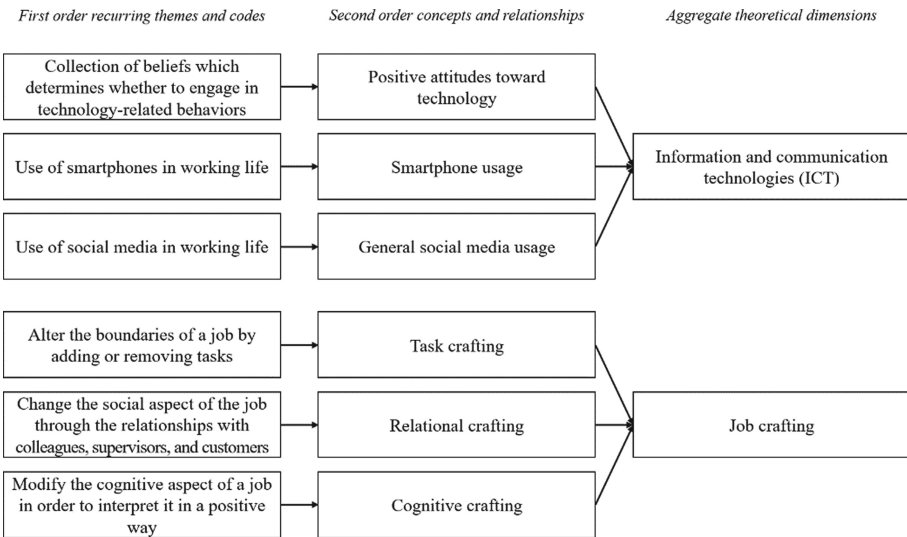 First order recurring themes and codes
Second order concepts and relationships
Aggregate theoretical dimensions
Collection of beliefs which
determines whether to engage in
technology-related behaviors
Positive attitudes toward
technology
Use of smartphones in working life
Smartphone usage
Information and communication
technologies (ICT)
Use of social media in working life
General social media usage
Alter the boundaries of a job by
adding or removing tasks
Task crafting
Change the social aspect of the job
through the relationships with
colleagues, supervisors, and customers
Relational crafting
Job crafting
Modify the cognitive aspect of a job
in order to interpret it in a positive
way
Cognitive crafting